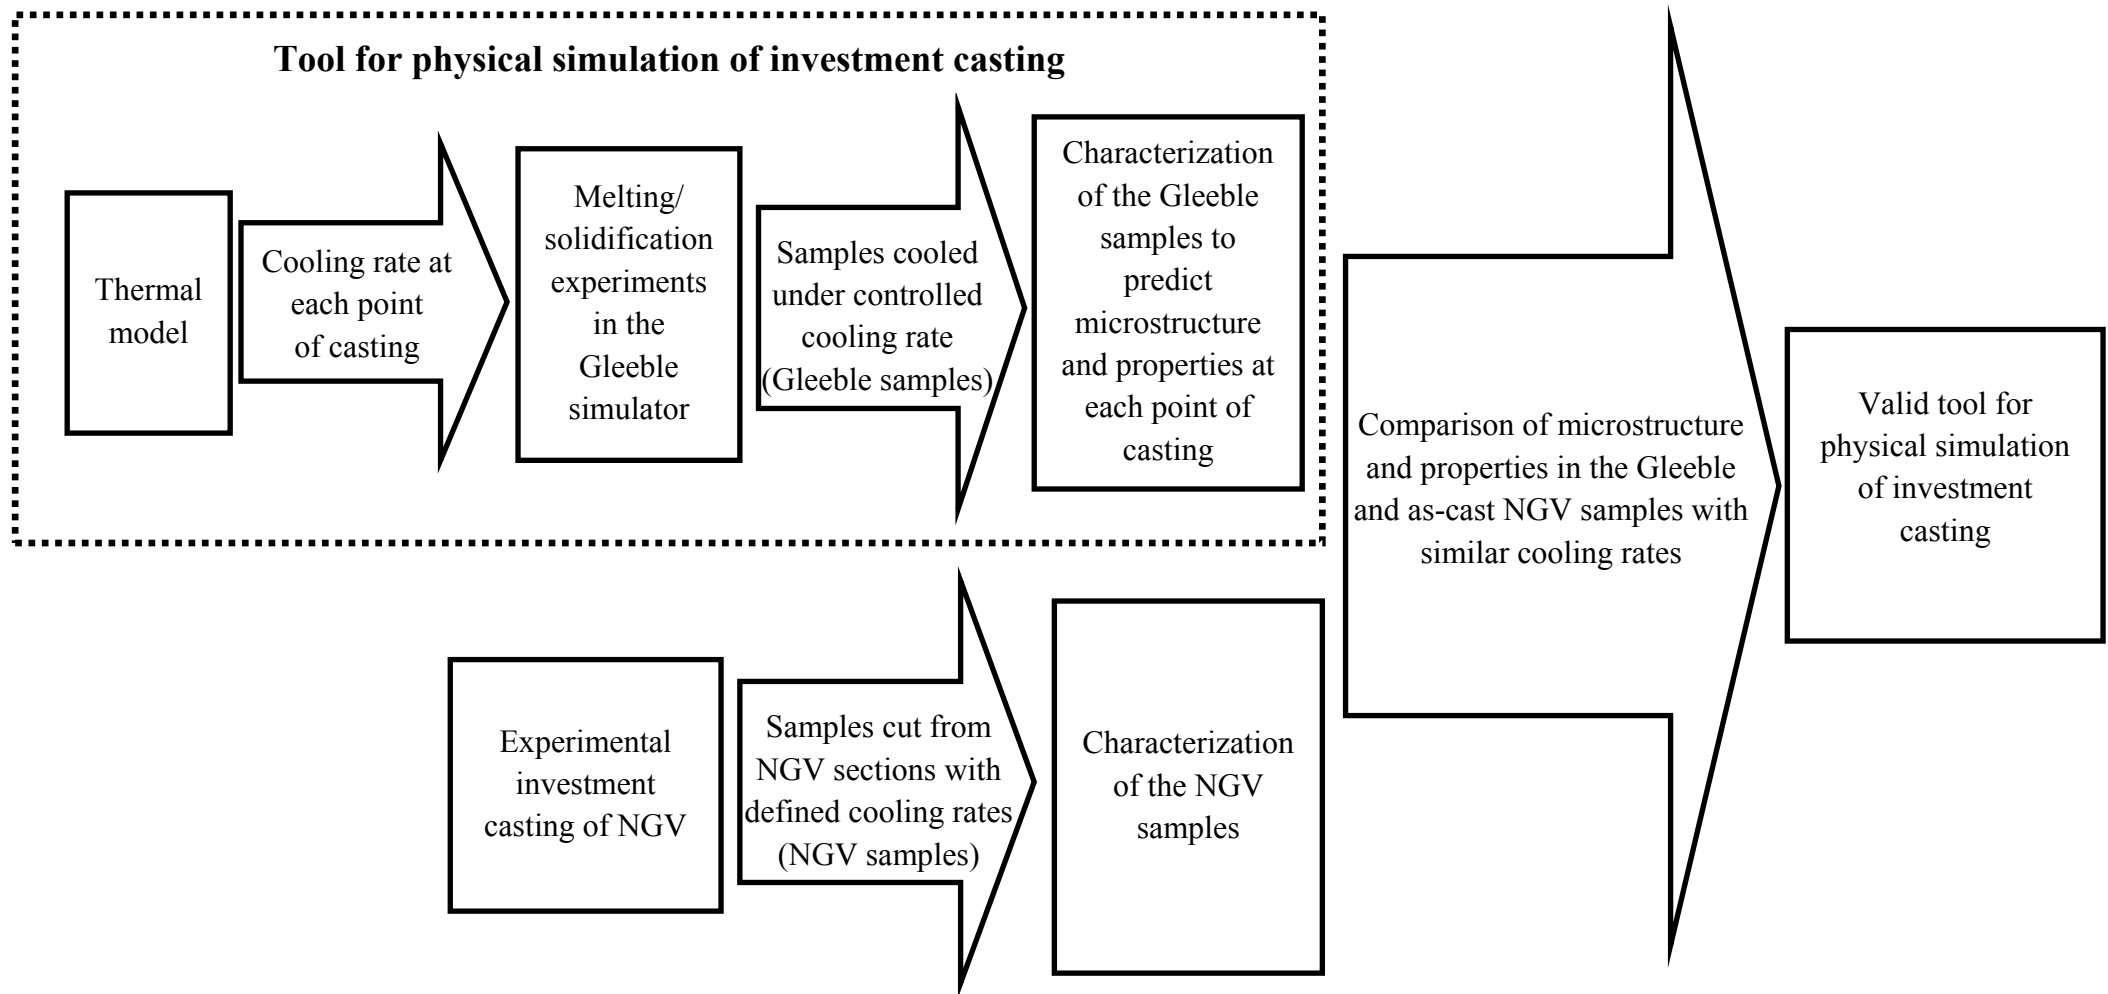 Tool for physical simulation of investment casting
Thermal
model
Cooling rate at
each point
of casting
Melting/
solidification
experiments
in the
Gleeble
simulator
Samples cooled
under controlled
cooling rate
(Gleeble samples)
Characterization
of the Gleeble
samples to
predict
microstructure
and properties at
each point of
casting
Experimental
investment
casting of NGV
Samples cut from
NGV sections with
defined cooling rates
(NGV samples)
Characterization
of the NGV
samples
Comparison of microstructure
and properties in the Gleeble
and as-cast NGV samples with
similar cooling rates
Valid tool for
physical simulation
of investment
casting